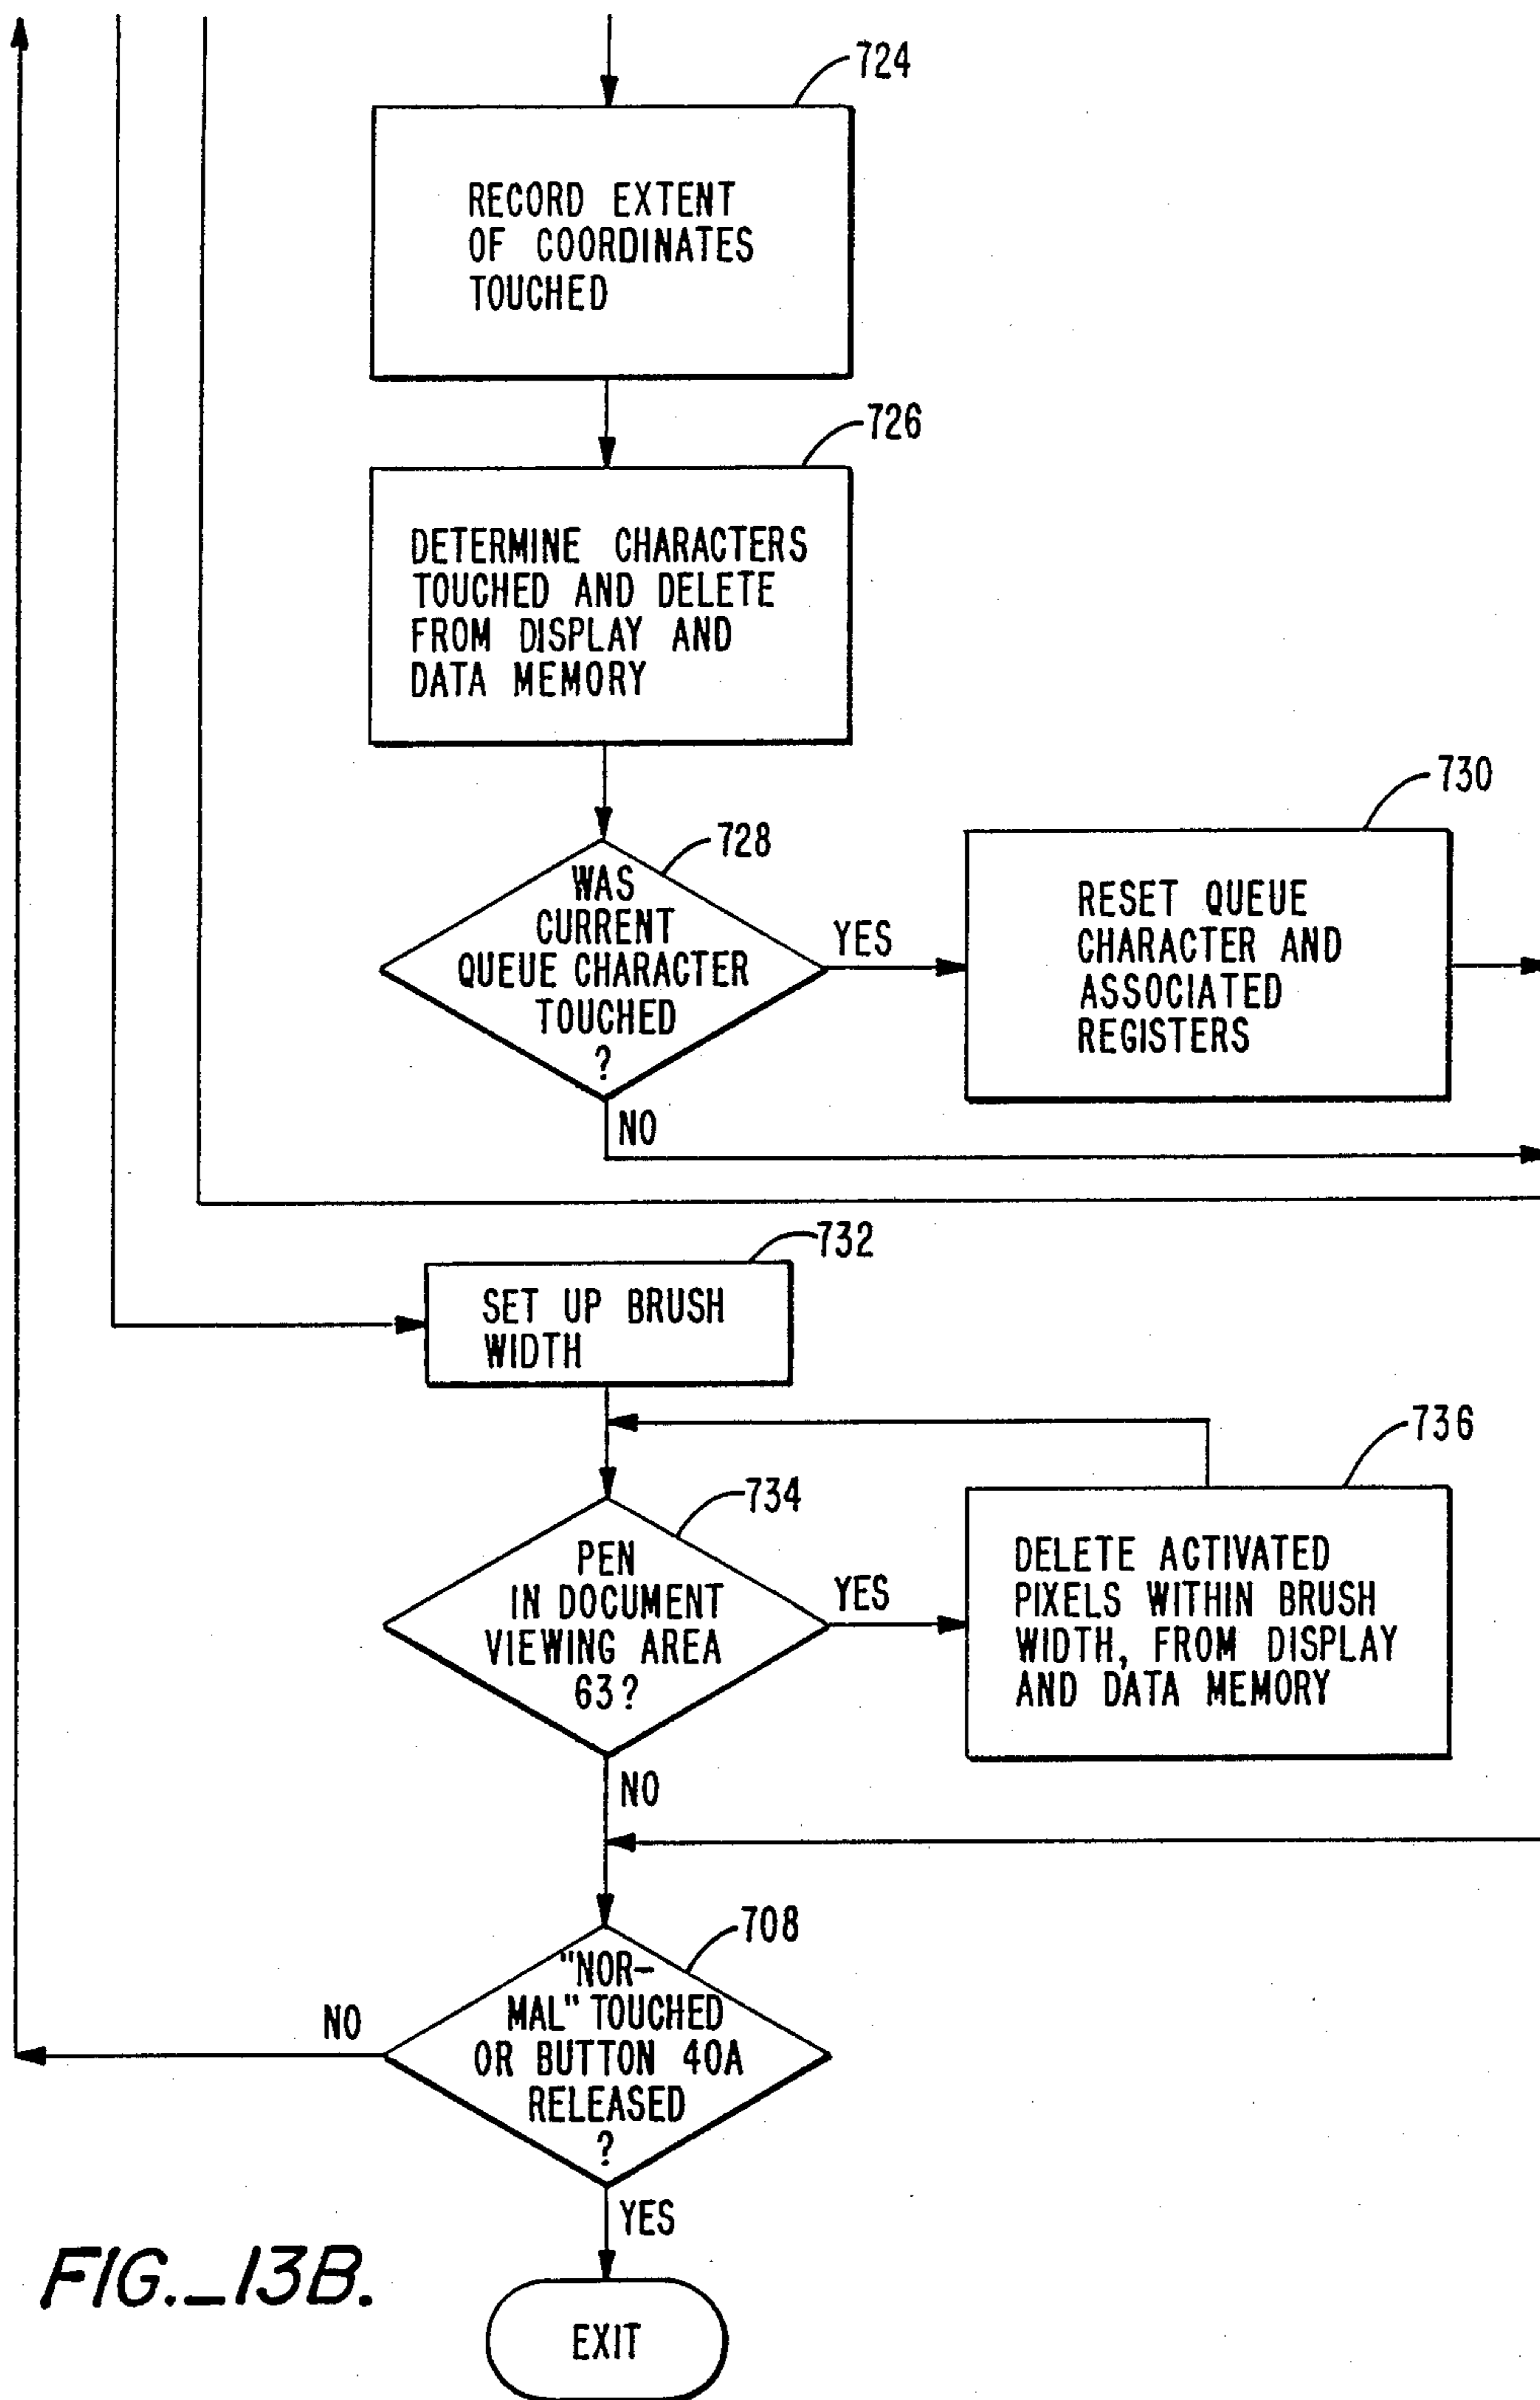 724
RECORD EXTENT
OF COORDINATES
TOUCHED
726
DETERMINE CHARACTERS
TOUCHED AND DELETE
FROM DISPLAY AND
DATA MEMORY
728
WAS
CURRENT
QUEUE CHARACTER
TOUCHED
?
YES
NO
730
RESET QUEUE
CHARACTER AND
ASSOCIATED
REGISTERS
732
SET UP BRUSH
WIDTH
734
PEN
IN DOCUMENT
VIEWING AREA
63?
YES
NO
736
DELETE ACTIVATED
PIXELS WITHIN BRUSH
WIDTH, FROM DISPLAY
AND DATA MEMORY
708
"NOR-
MAL" TOUCHED
OR BUTTON 40A
RELEASED
?
NO
YES
EXIT
FIG._13B.